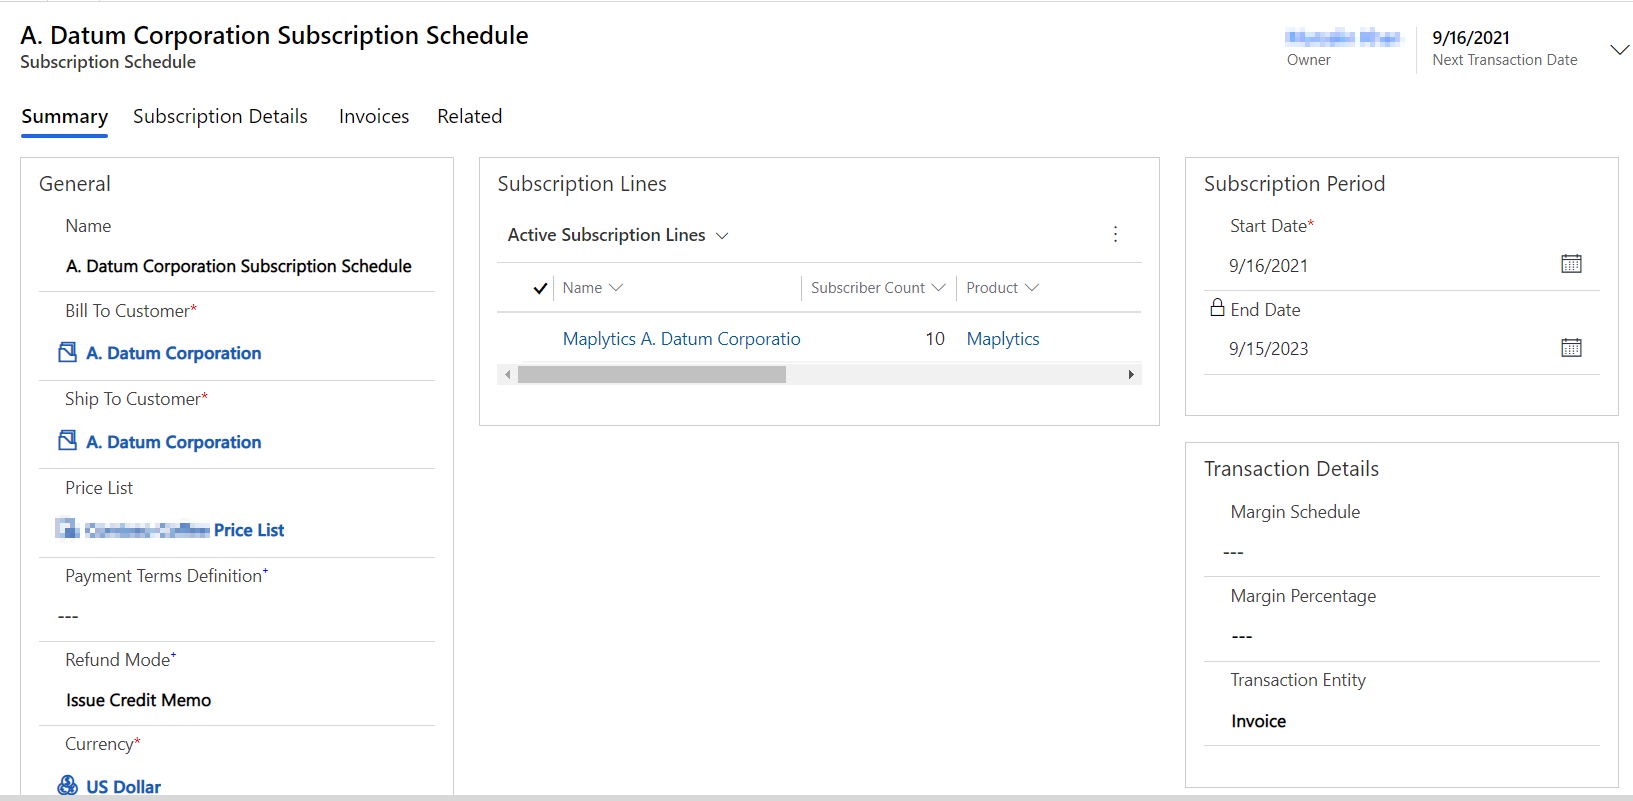 A. Datum Corporation Subscription Schedule
Subscription Schedule
Owner
9/16/2021
Next Transaction Date
Summary Subscription Details Invoices Related
General
Name
A. Datum Corporation Subscription Schedule
Bill To Customer*
A. Datum Corporation
Ship To Customer*
A. Datum Corporation
Price List
Price List
Payment Terms Definition+
---
Refund Mode+
Issue Credit Memo
Currency*
US Dollar
Subscription Lines
Active Subscription Lines
Name Subscriber Count Product
Maplytics A. Datum Corporatio 10 Maplytics
Subscription Period
Start Date*
9/16/2021
End Date
9/15/2023
Transaction Details
Margin Schedule
---
Margin Percentage
---
Transaction Entity
Invoice